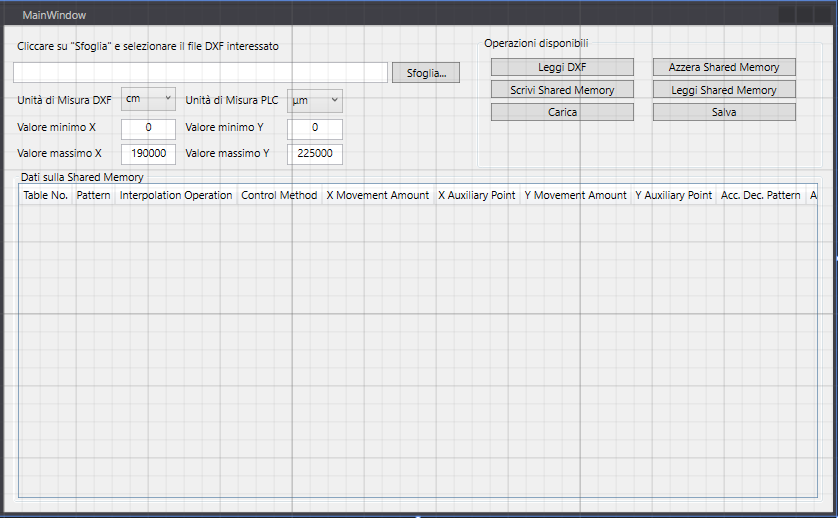 MainWindow
Cliccare su "Sfoglia" e selezionare il file DXF interessato
Sfoglia...
Unità di Misura DXF cm Unità di Misura PLC µm
Valore minimo X 0 Valore minimo Y 0
Valore massimo X 190000 Valore massimo Y 225000
Operazioni disponibili
Leggi DXF Azzera Shared Memory
Scrivi Shared Memory Leggi Shared Memory
Carica Salva
Dati sulla Shared Memory
Table No. Pattern Interpolation Operation Control Method X Movement Amount X Auxiliary Point Y Movement Amount Y Auxiliary Point Acc. Dec. Pattern A